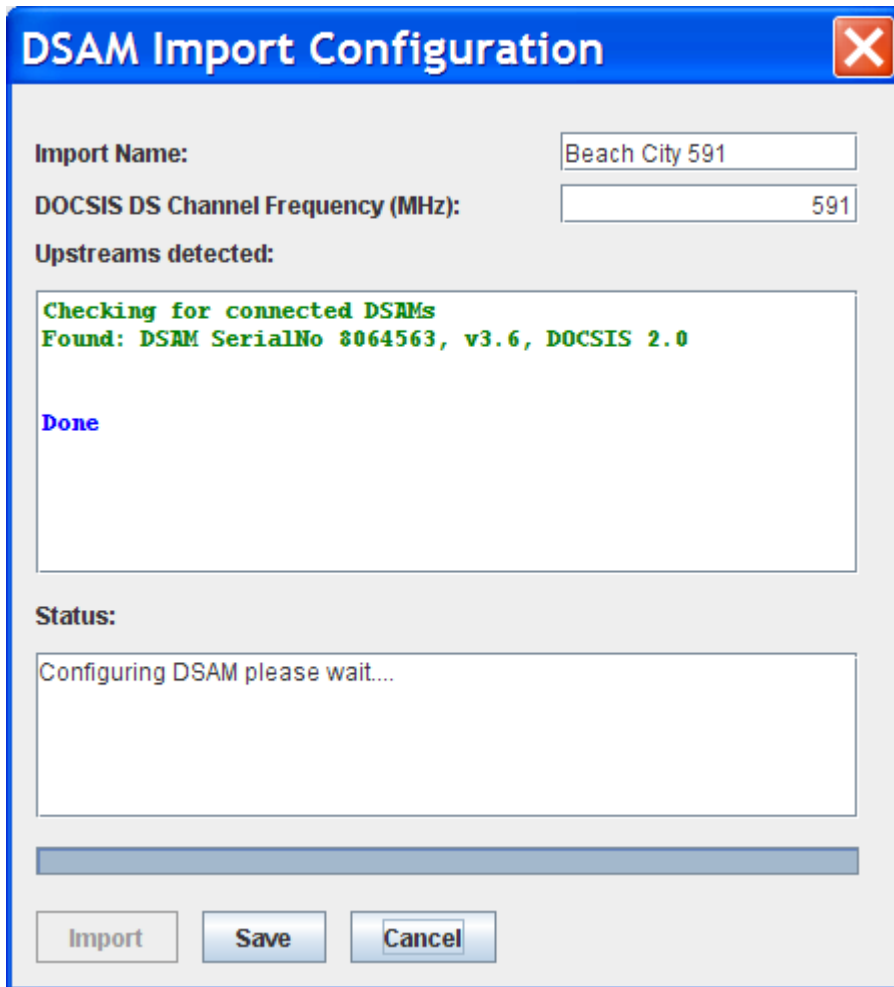 DSAM Import Configuration
Import Name:
Beach City 591
DOCSIS DS Channel Frequency (MHz):
591
Upstreams detected:
Checking for connected DSAMs
Found: DSAM SerialNo 8064563, v3.6, DOCSIS 2.0
Done
Status:
Configuring DSAM please wait....
Import
Save
Cancel